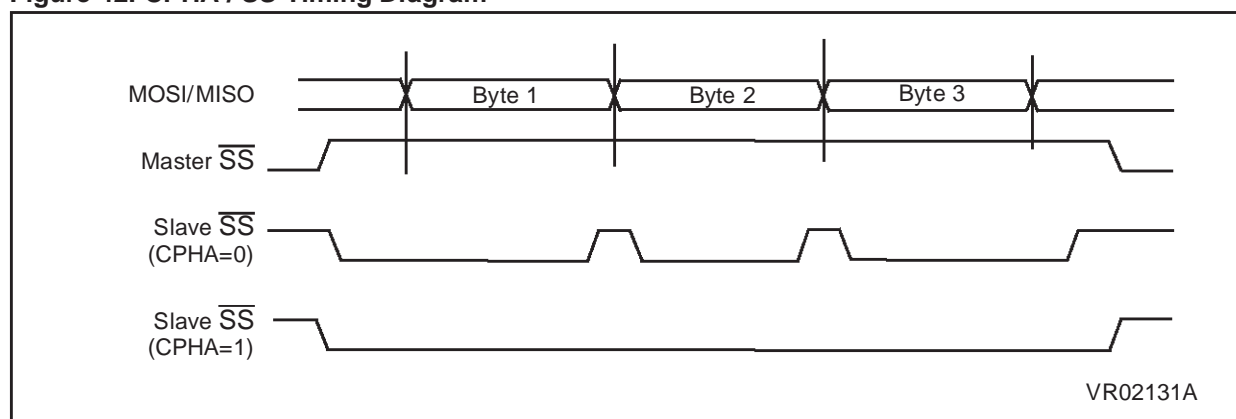 Figure 42. CPHA / SS Timing Diagram
MOSI/MISO
Byte 1
Byte 2
Byte 3
Master SS
Slave SS
(CPHA=0)
Slave SS
(CPHA=1)
VR02131A